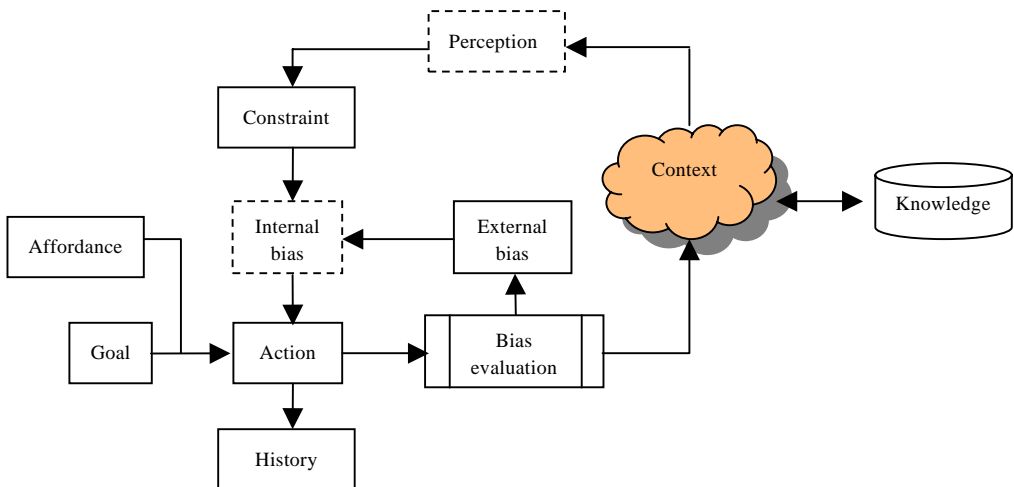 Perception
Constraint
Context
Knowledge
Internal
bias
External
bias
Affordance
Goal
Action
Bias
evaluation
History